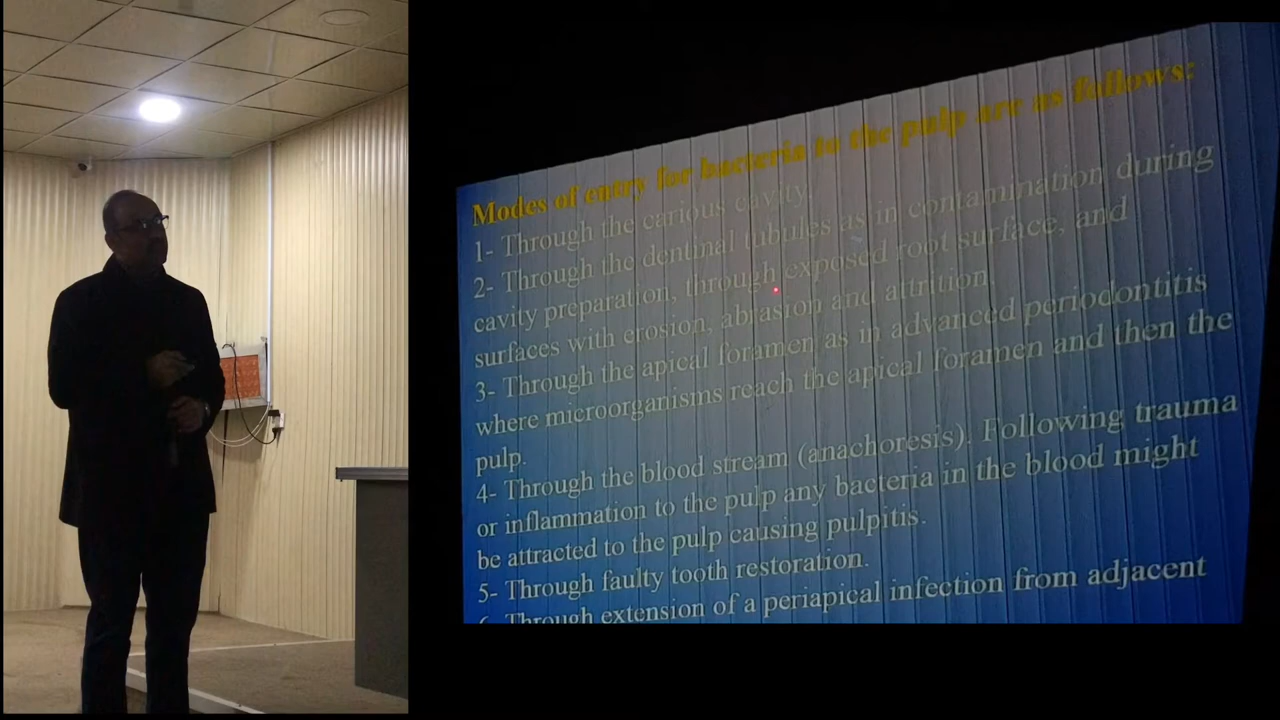 Modes of entry for bacteria to the pulp are as follows:
1- Through the carious cavity.
2- Through the dentinal tubules as in contamination during
cavity preparation, through exposed root surface, and
surfaces with erosion, abrasion and attrition.
3- Through the apical foramen as in advanced periodontitis
where microorganisms reach the apical foramen and then the
pulp.
4- Through the blood stream (anachoresis). Following trauma
or inflammation to the pulp any bacteria in the blood might
be attracted to the pulp causing pulpitis.
5- Through faulty tooth restoration.
6- Through extension of a periapical infection from adjacent